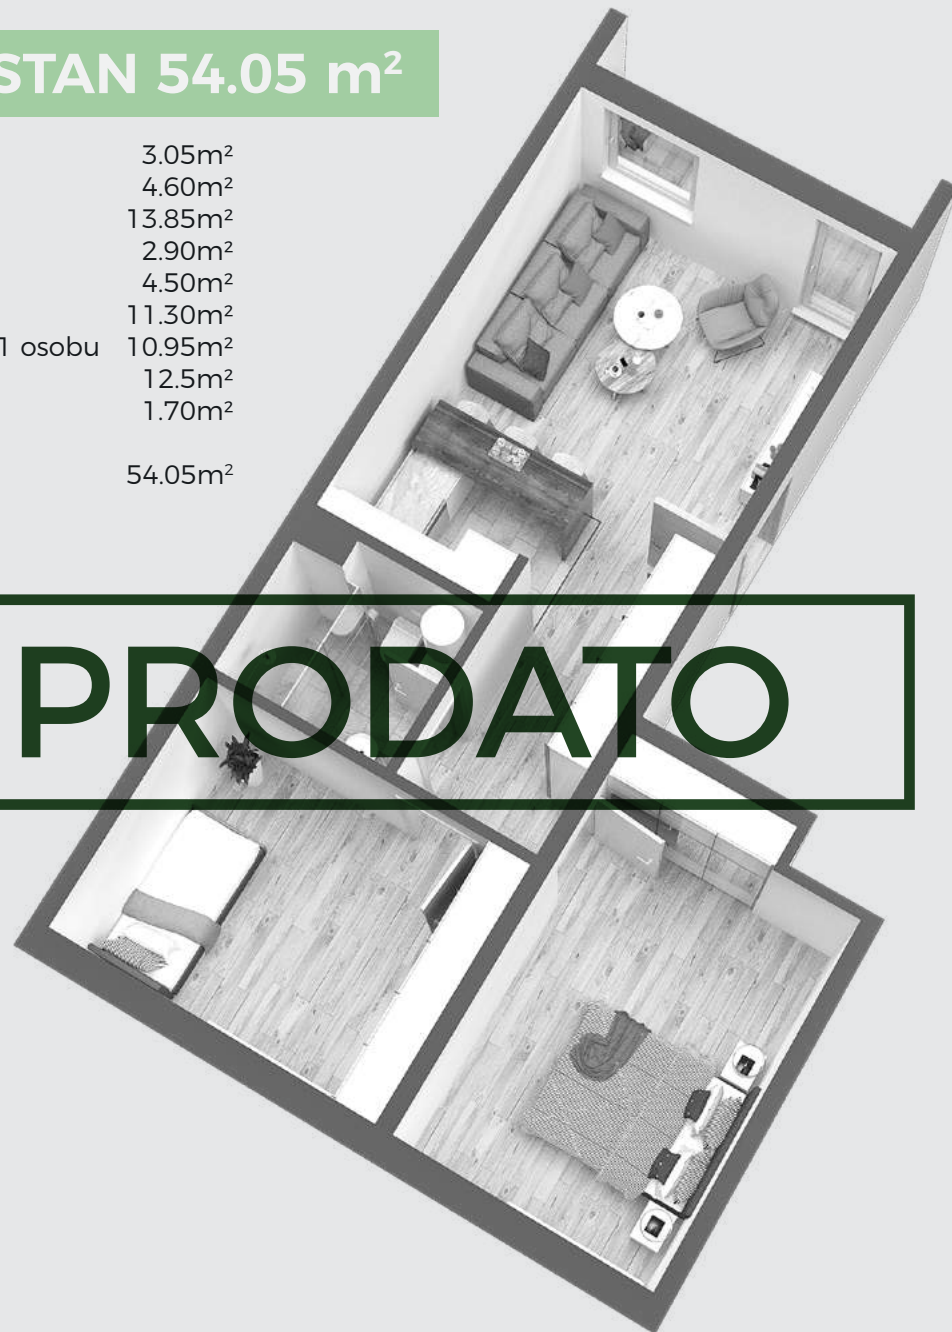 STAN 54.05 m²
3.05m²
4.60m²
13.85m²
2.90m²
4.50m²
11.30m²
1 osobu 10.95m²
12.5m²
1.70m²
54.05m²
PRODATO